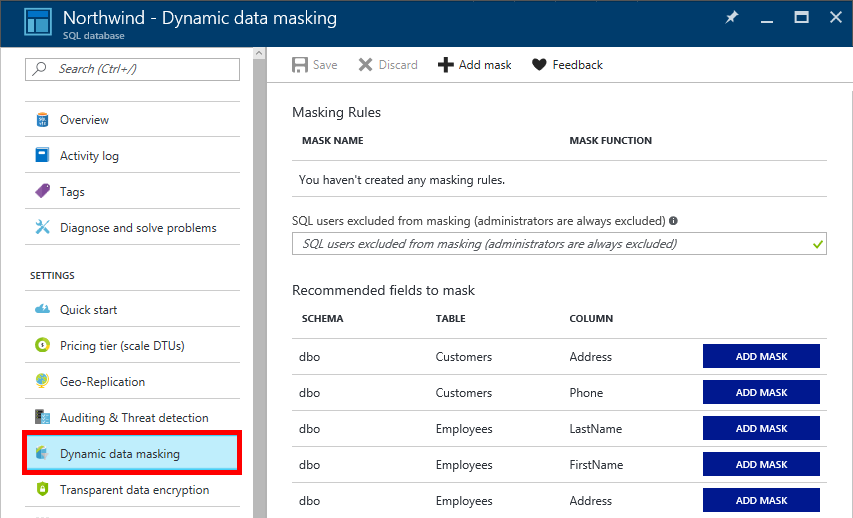 Northwind - Dynamic data masking
SQL database
Search (Ctrl+/)
Overview
Activity log
Tags
Diagnose and solve problems
SETTINGS
Quick start
Pricing tier (scale DTUs)
Geo-Replication
Auditing & Threat detection
Dynamic data masking
Transparent data encryption
Save Discard Add mask Feedback
Masking Rules
MASK NAME MASK FUNCTION
You haven't created any masking rules.
SQL users excluded from masking (administrators are always excluded)
SQL users excluded from masking (administrators are always excluded)
Recommended fields to mask
SCHEMA TABLE COLUMN
dbo Customers Address ADD MASK
dbo Customers Phone ADD MASK
dbo Employees LastName ADD MASK
dbo Employees FirstName ADD MASK
dbo Employees Address ADD MASK